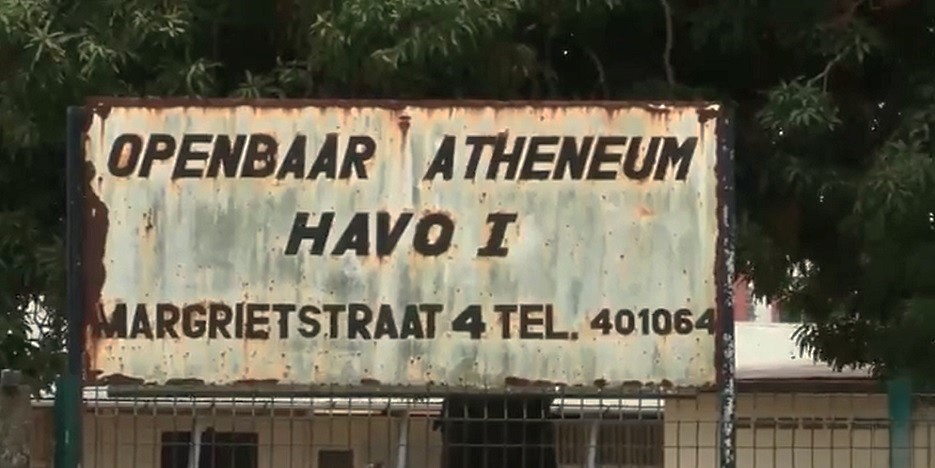 OPENBAAR ATHENEUM
HAVO I
MARGRIETSTRAAT 4 TEL. 401064